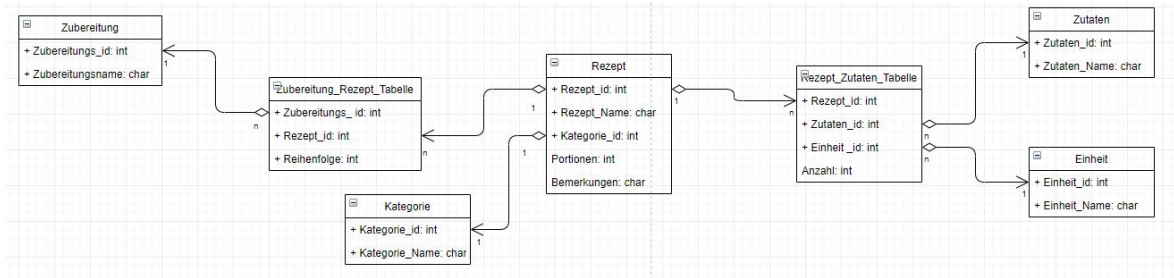 Zubereitung
+ Zubereitungs_id: int
+ Zubereitungsname: char
1
Zubereitung_Rezept_Tabelle
+ Zubereitungs_ id: int
+ Rezept_id: int
+ Reihenfolge: int
n
n
Rezept
+ Rezept_id: int
+ Rezept_Name: char
+ Kategorie_id: int
Portionen: int
Bemerkungen: char
1
1
1
Kategorie
+ Kategorie_id: int
+ Kategorie_Name: char
1
Rezept_Zutaten_Tabelle
+ Rezept_id: int
+ Zutaten_id: int
+ Einheit _id: int
Anzahl: int
n
n
n
Zutaten
+ Zutaten_id: int
+ Zutaten_Name: char
1
Einheit
+ Einheit_id: int
+ Einheit_Name: char
1